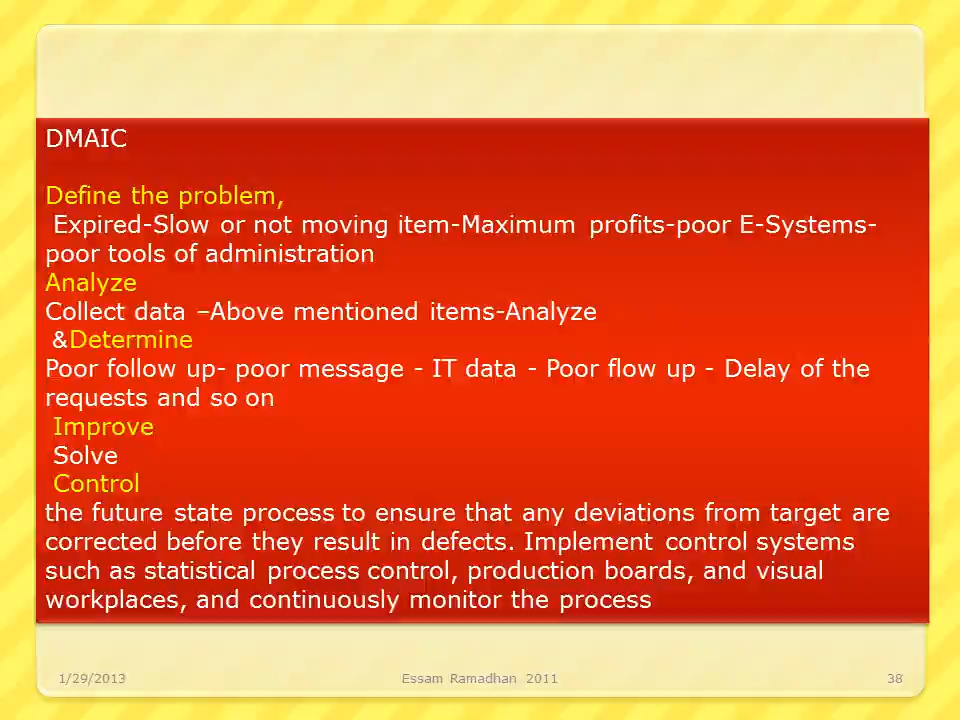 DMAIC
Define the problem,
Expired-Slow or not moving item-Maximum profits-poor E-Systems-
poor tools of administration
Analyze
Collect data –Above mentioned items-Analyze
&Determine
Poor follow up- poor message - IT data - Poor flow up - Delay of the
requests and so on
Improve
Solve
Control
the future state process to ensure that any deviations from target are
corrected before they result in defects. Implement control systems
such as statistical process control, production boards, and visual
workplaces, and continuously monitor the process
1/29/2013 Essam Ramadhan 2011 38